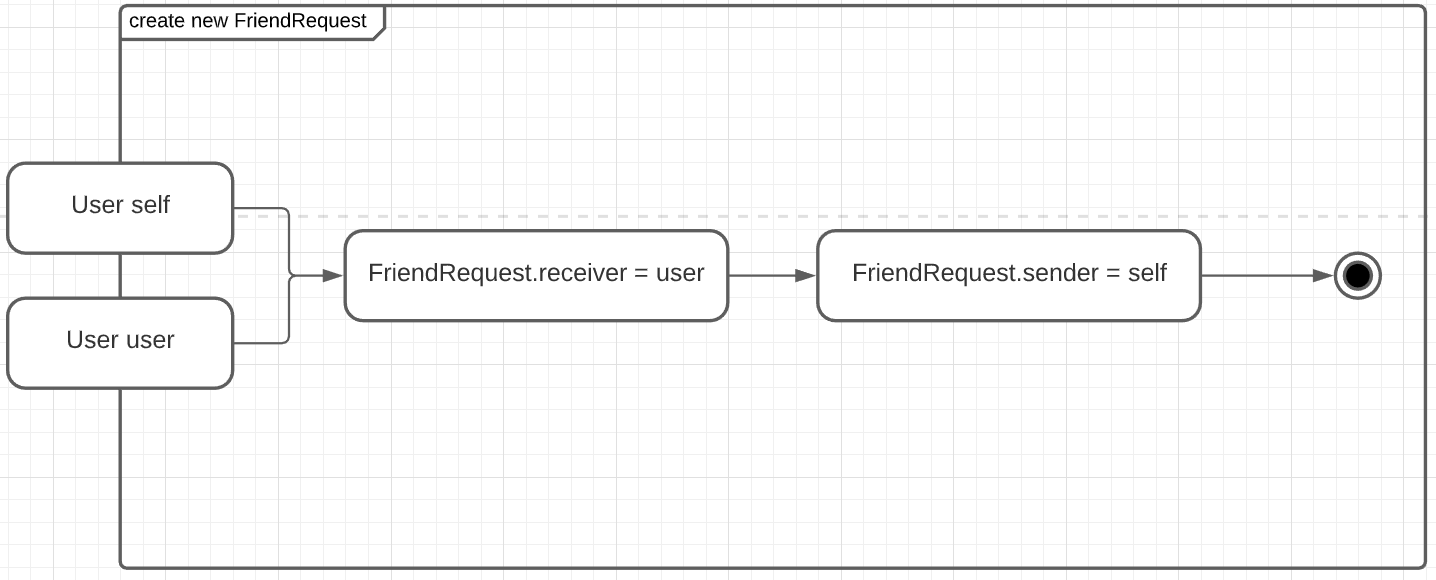 create new FriendRequest
User self
User user
FriendRequest.receiver = user
FriendRequest.sender = self